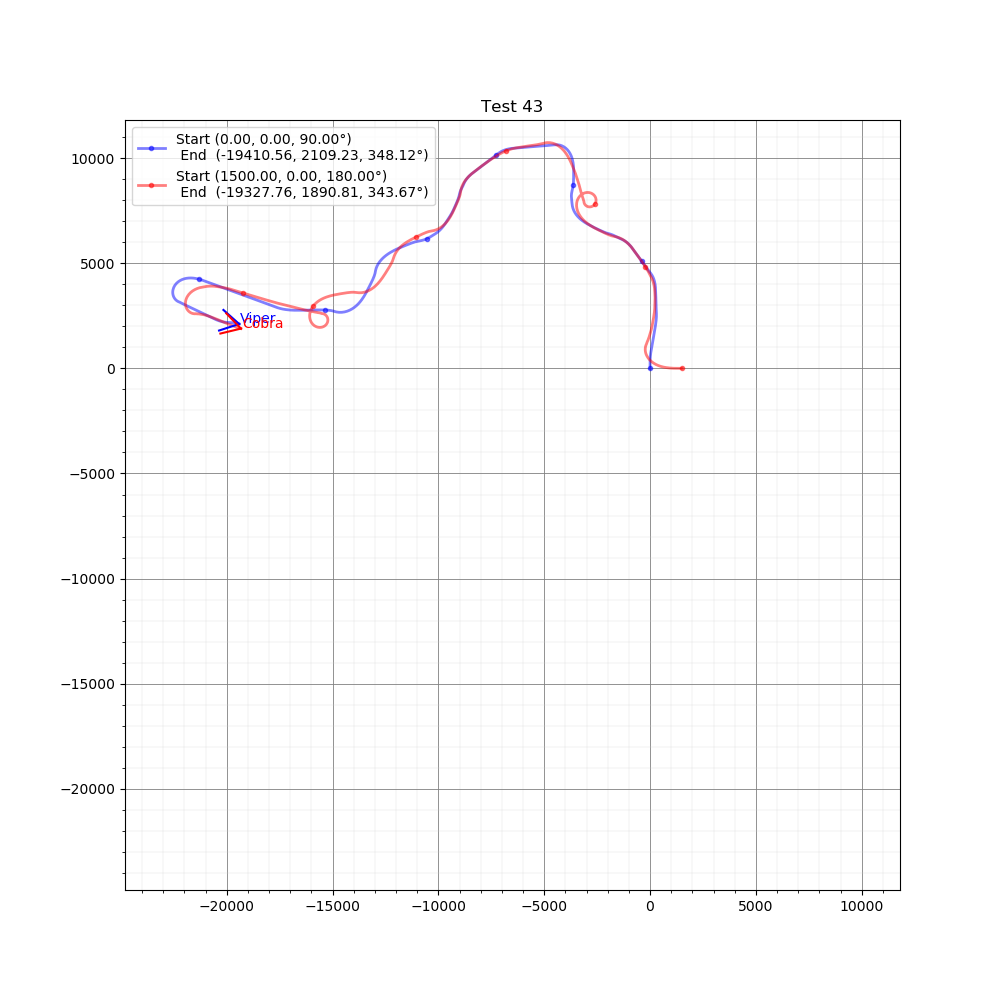 Test 43
Start (0.00, 0.00, 90.00°)
End (-19410.56, 2109.23, 348.12°)
Start (1500.00, 0.00, 180.00°)
End (-19327.76, 1890.81, 343.67°)
10000
5000
0
−5000
−10000
−15000
−20000
Viper
Cobra
−20000 −15000 −10000 −5000 0 5000 10000